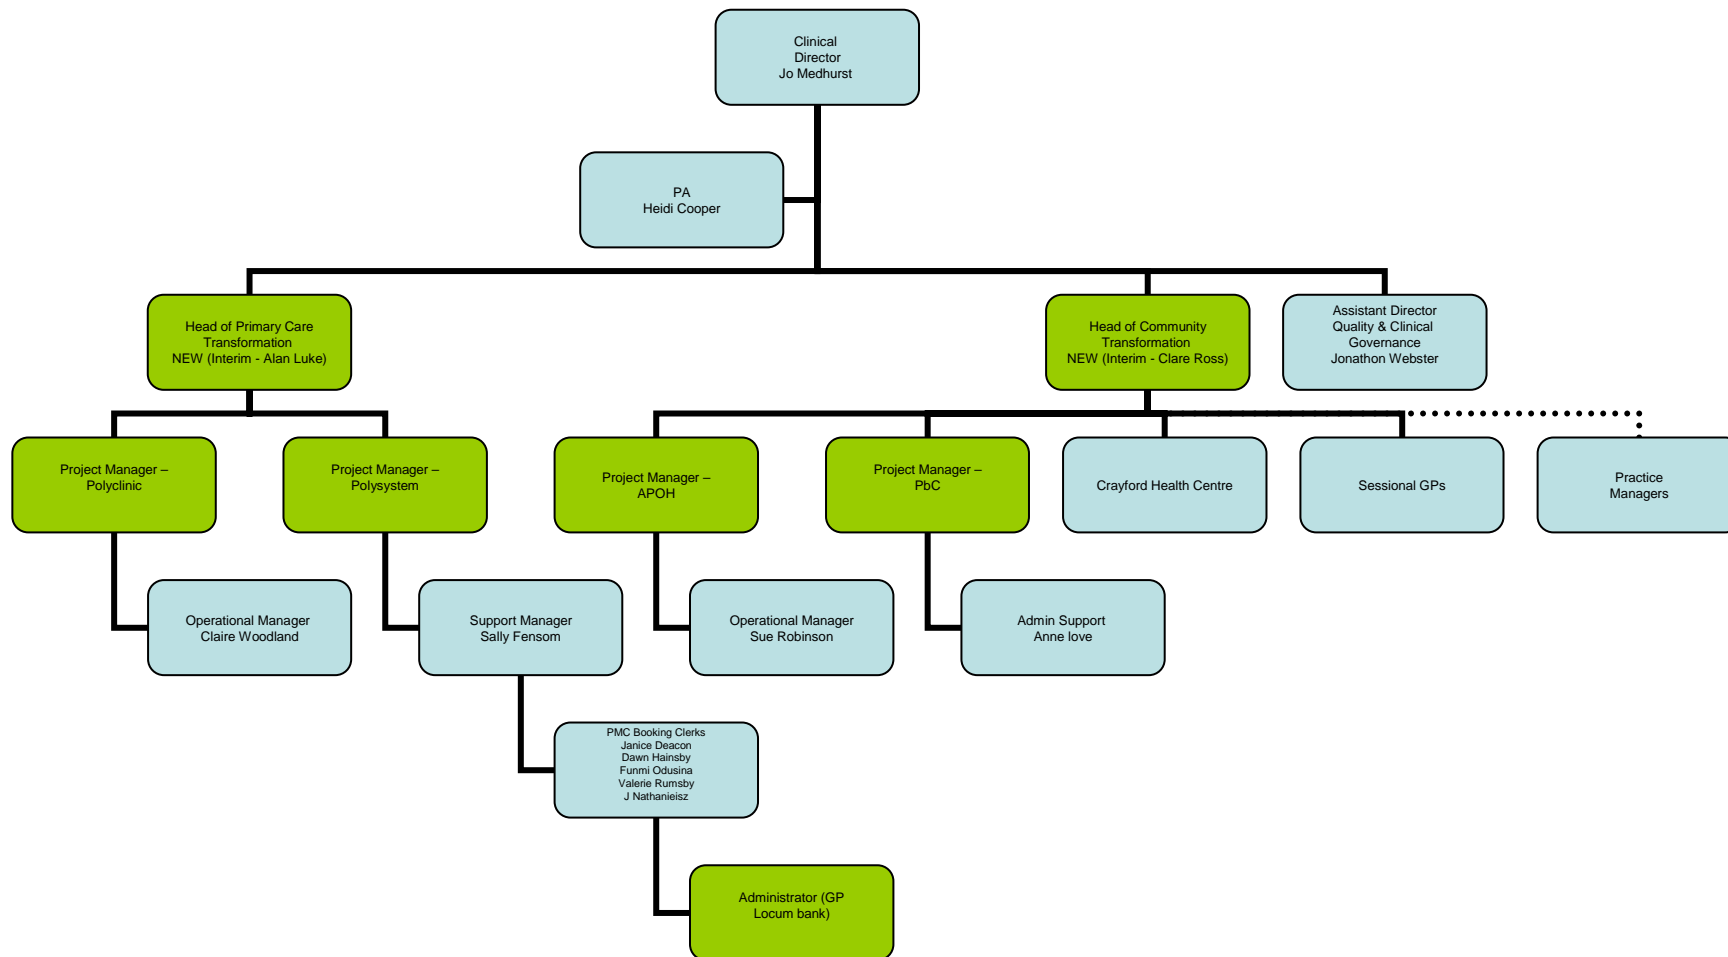 Clinical
Director
Jo Medhurst
PA
Heidi Cooper
Head of Primary Care
Transformation
NEW (Interim - Alan Luke)
Head of Community
Transformation
NEW (Interim - Clare Ross)
Assistant Director
Quality & Clinical
Governance
Jonathon Webster
Project Manager –
Polyclinic
Project Manager –
Polysystem
Project Manager –
APOH
Project Manager –
PbC
Crayford Health Centre
Sessional GPs
Practice
Managers
Operational Manager
Claire Woodland
Support Manager
Sally Fensom
Operational Manager
Sue Robinson
Admin Support
Anne love
PMC Booking Clerks
Janice Deacon
Dawn Hainsby
Funmi Odusina
Valerie Rumsby
J Nathanieisz
Administrator (GP
Locum bank)